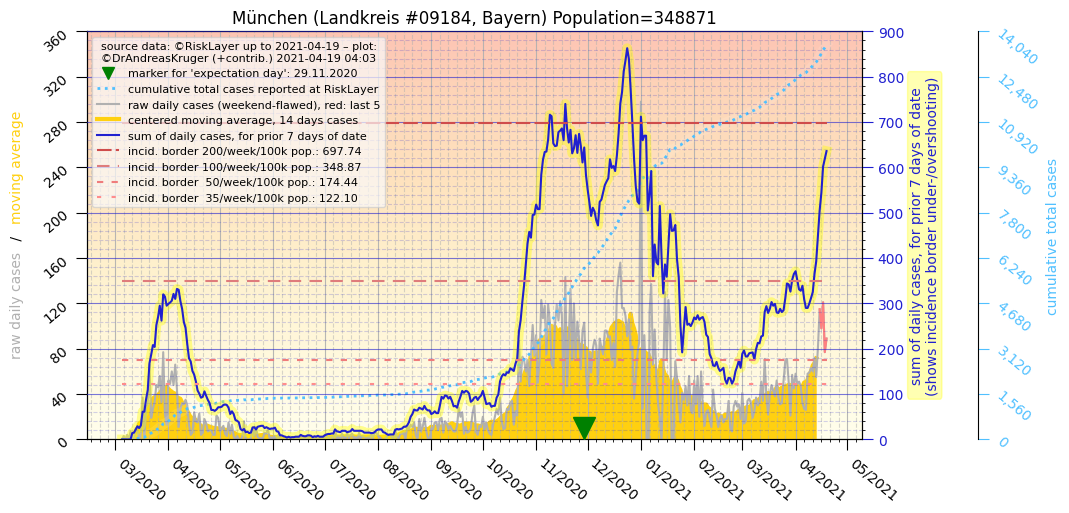 München (Landkreis #09184, Bayern) Population=348871
source data: ©RiskLayer up to 2021-04-19 – plot:
©DrAndreasKruger (+contrib.) 2021-04-19 04:03
marker for 'expectation day': 29.11.2020
cumulative total cases reported at RiskLayer
raw daily cases (weekend-flawed), red: last 5
centered moving average, 14 days cases
sum of daily cases, for prior 7 days of date
incid. border 200/week/100k pop.: 697.74
incid. border 100/week/100k pop.: 348.87
incid. border  50/week/100k pop.: 174.44
incid. border  35/week/100k pop.: 122.10
raw daily cases / moving average
360
320
280
240
200
160
120
80
40
0
03/2020
04/2020
05/2020
06/2020
07/2020
08/2020
09/2020
10/2020
11/2020
12/2020
01/2021
02/2021
03/2021
04/2021
05/2021
900
800
700
600
500
400
300
200
100
0
sum of daily cases, for prior 7 days of date
(shows incidence border under-/overshooting)
14,040
12,480
10,920
9,360
7,800
6,240
4,680
3,120
1,560
0
cumulative total cases